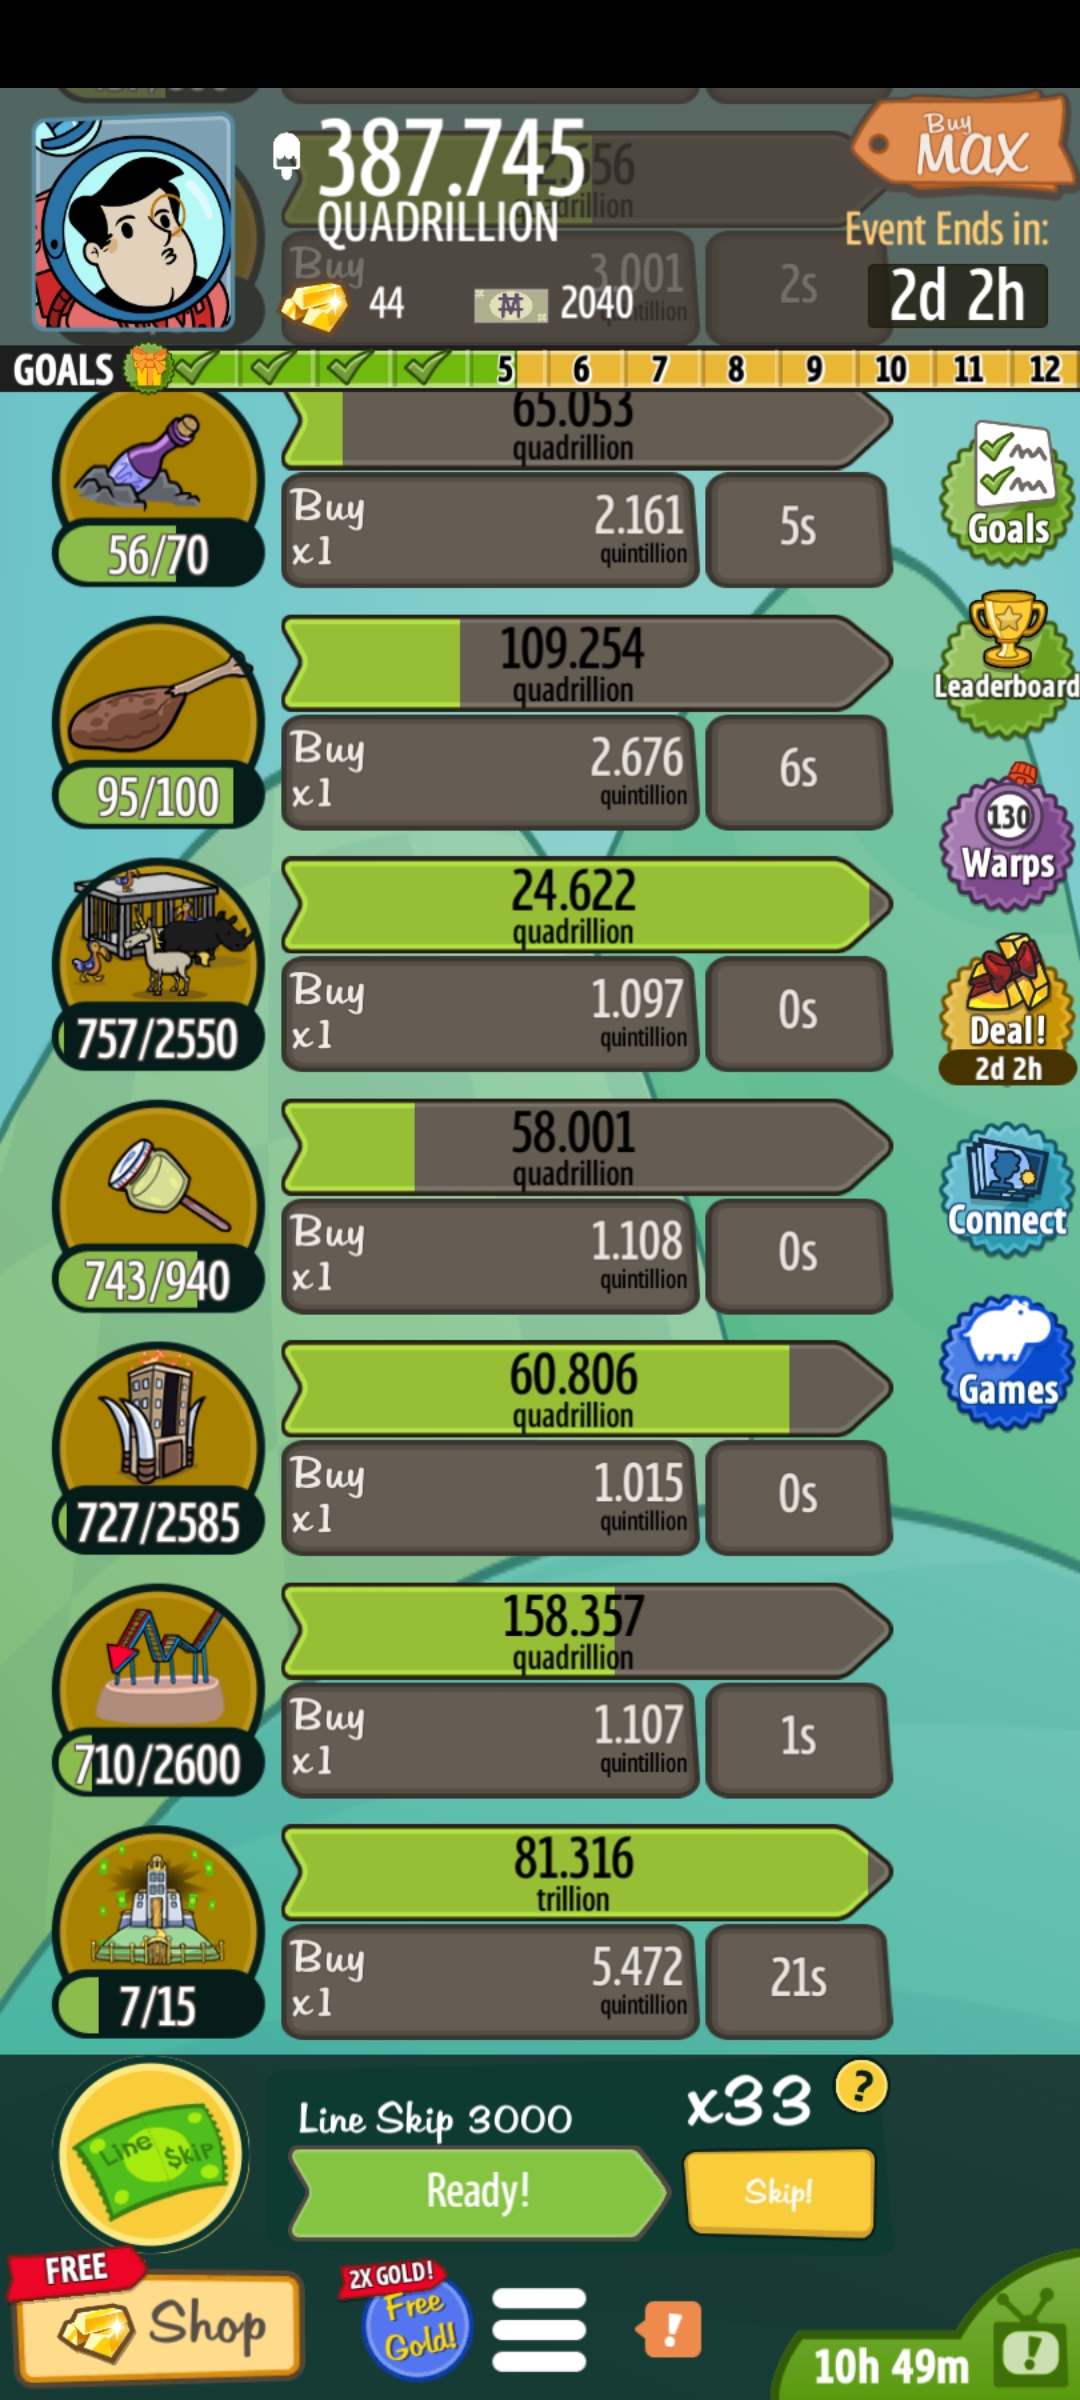 387.745
QUADRILLION
Buy
MAX
Event Ends in:
2d 2h
44
2040
Buy
3.001
2s
GOALS
5
6
7
8
9
10
11
12
65.053
quadrillion
56/70
Buy
x1
2.161
quintillion
5s
Goals
109.254
quadrillion
95/100
Buy
x1
2.676
quintillion
6s
Leaderboard
130
Warps
24.622
quadrillion
757/2550
Buy
x1
1.097
quintillion
0s
Deal!
2d 2h
58.001
quadrillion
743/940
Buy
x1
1.108
quintillion
0s
Connect
60.806
quadrillion
727/2585
Buy
x1
1.015
quintillion
0s
Games
158.357
quadrillion
710/2600
Buy
x1
1.107
quintillion
1s
81.316
trillion
7/15
Buy
x1
5.472
quintillion
21s
Line $kip
Line Skip 3000
x33
?
Ready!
Skip!
FREE
Shop
2X GOLD!
Free
Gold!
!
10h 49m
!